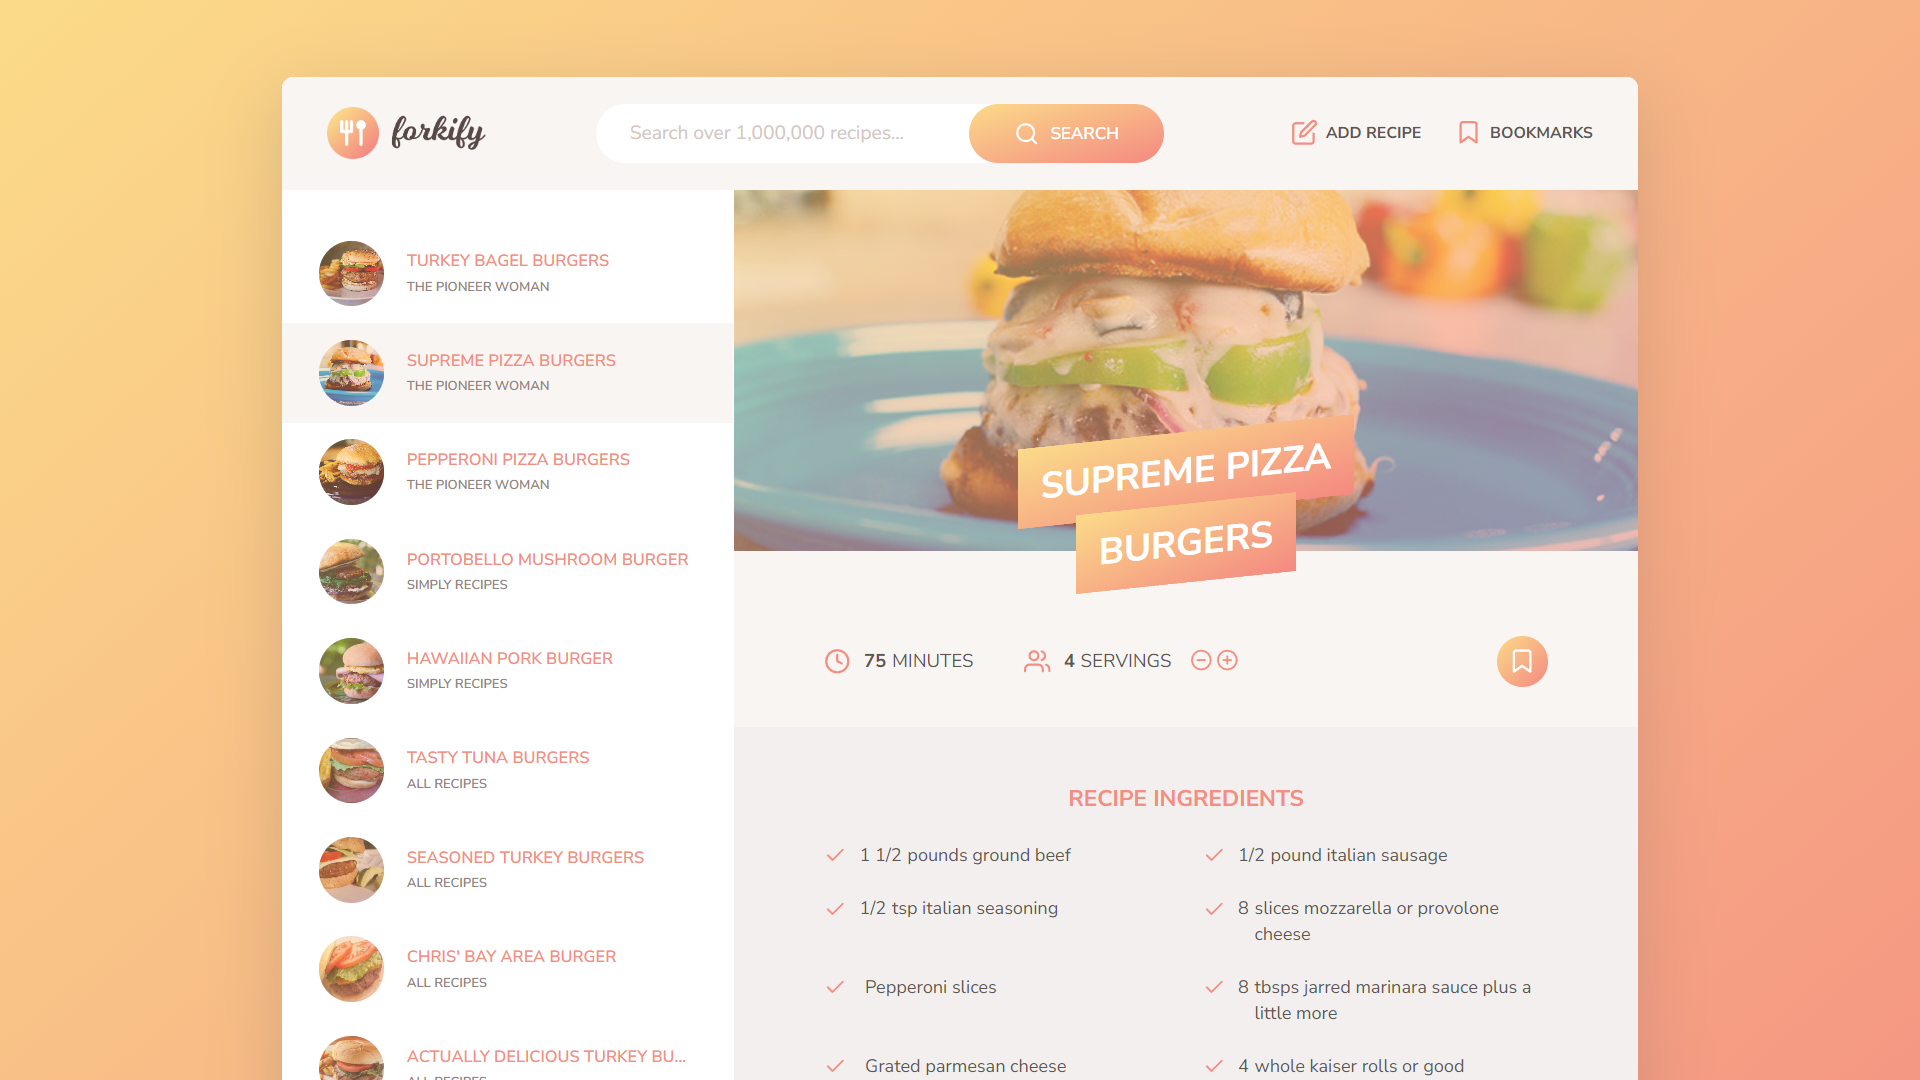 forkify
Search over 1,000,000 recipes...
SEARCH
ADD RECIPE
BOOKMARKS
TURKEY BAGEL BURGERS
THE PIONEER WOMAN
SUPREME PIZZA BURGERS
THE PIONEER WOMAN
PEPPERONI PIZZA BURGERS
THE PIONEER WOMAN
PORTOBELLO MUSHROOM BURGER
SIMPLY RECIPES
HAWAIIAN PORK BURGER
SIMPLY RECIPES
TASTY TUNA BURGERS
ALL RECIPES
SEASONED TURKEY BURGERS
ALL RECIPES
CHRIS' BAY AREA BURGER
ALL RECIPES
ACTUALLY DELICIOUS TURKEY BU...
ALL RECIPES
SUPREME PIZZA
BURGERS
75 MINUTES
4 SERVINGS
RECIPE INGREDIENTS
1 1/2 pounds ground beef
1/2 pound italian sausage
1/2 tsp italian seasoning
8 slices mozzarella or provolone
cheese
Pepperoni slices
8 tbsps jarred marinara sauce plus a
little more
Grated parmesan cheese
4 whole kaiser rolls or good